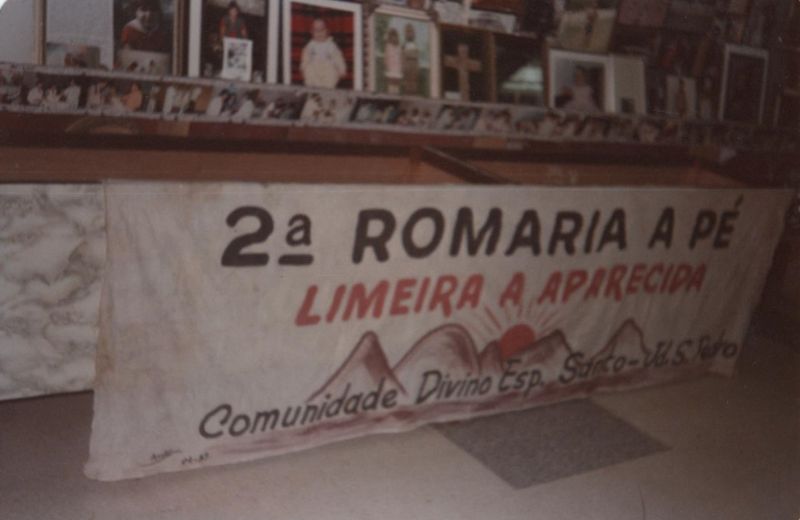 2ª ROMARIA A PÉ
LIMEIRA A APARECIDA
Comunidade Divino Esp. Santo-Jd. S. Pedro